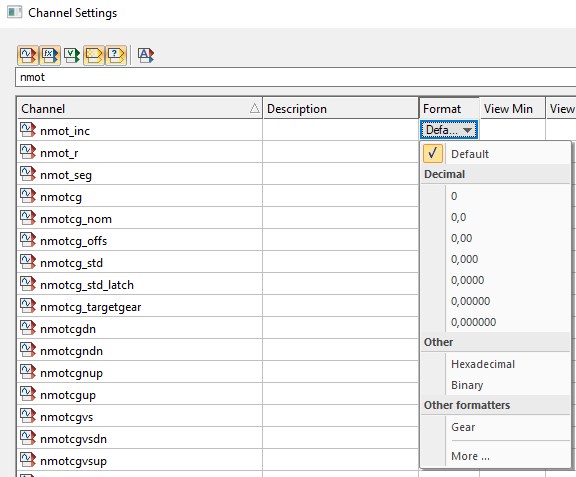 Channel Settings
nmot
Channel Description Format View Min View
nmot_inc Defa...
nmot_r Default
nmot_seg Decimal
nmotcg 0
nmotcg_nom 0,0
nmotcg_offs 0,00
nmotcg_std 0,000
nmotcg_std_latch 0,0000
nmotcg_targetgear 0,00000
nmotcgdn 0,000000
nmotcgndn Other
nmotcgnup Hexadecimal
nmotcgup Binary
nmotcgvs Other formatters
nmotcgvsdn Gear
nmotcgvsup More ...